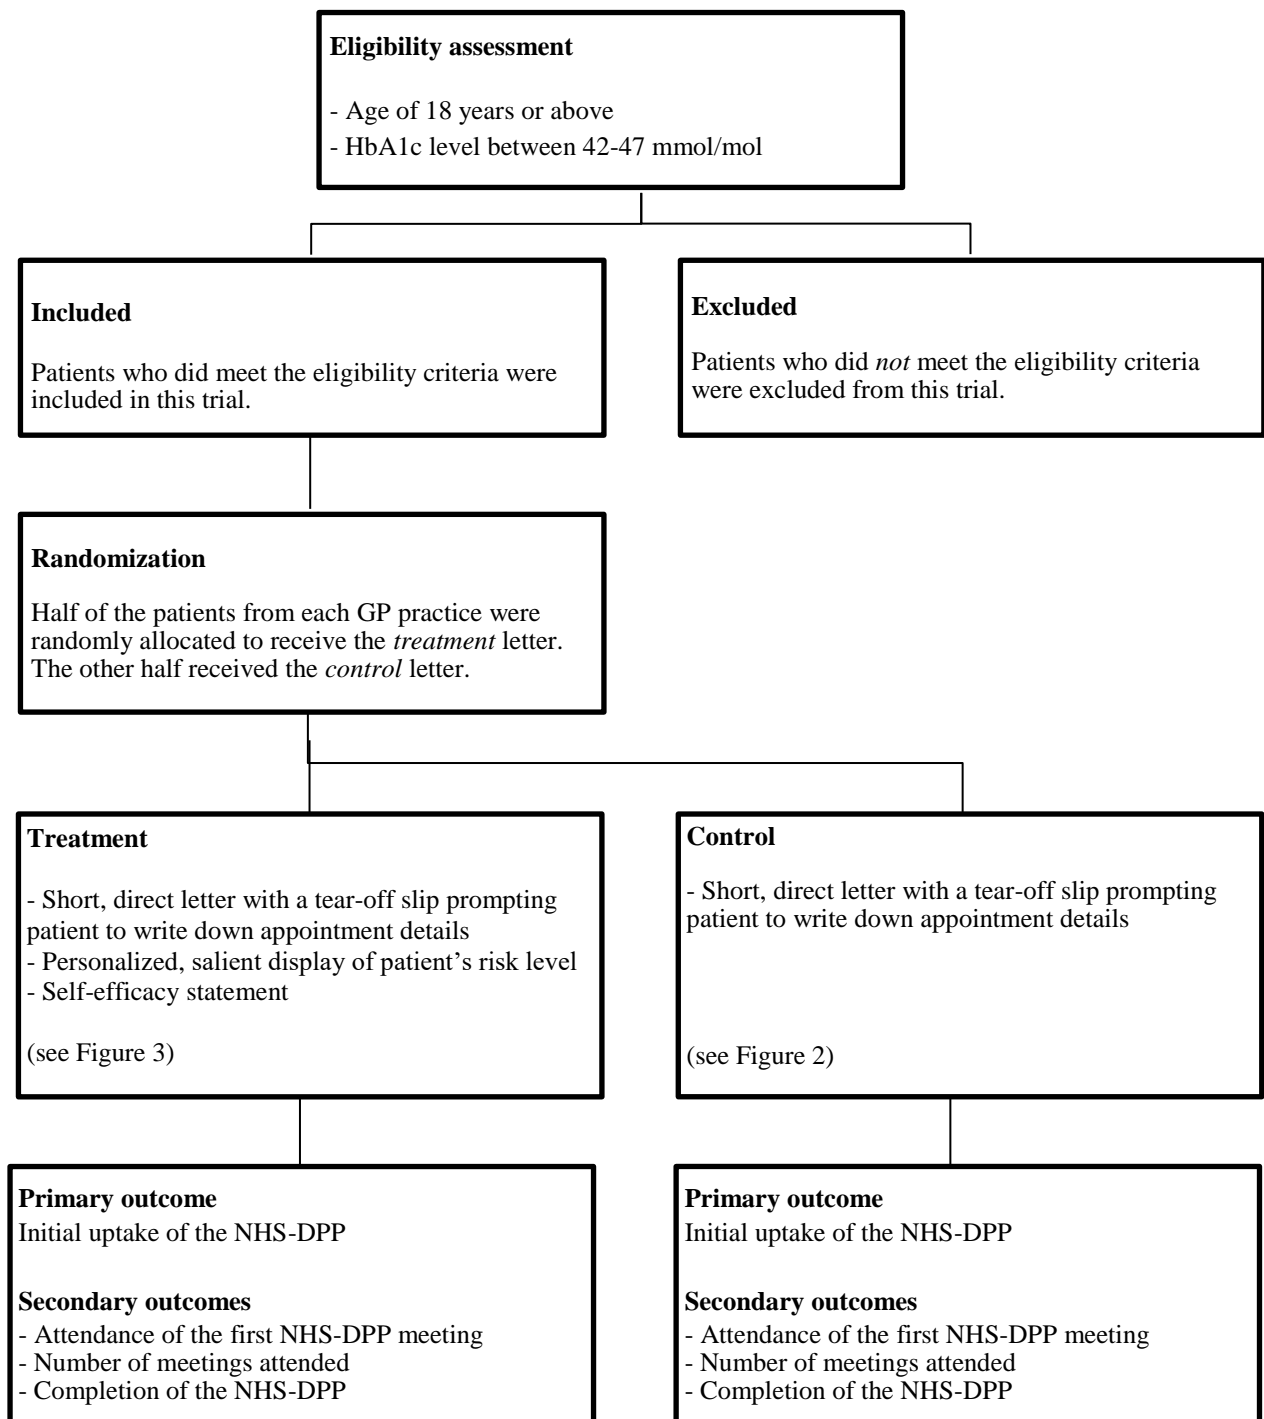 Eligibility assessment
- Age of 18 years or above
- HbA1c level between 42-47 mmol/mol
Included
Patients who did meet the eligibility criteria were
included in this trial.
Excluded
Patients who did not meet the eligibility criteria
were excluded from this trial.
Randomization
Half of the patients from each GP practice were
randomly allocated to receive the treatment letter.
The other half received the control letter.
Treatment
- Short, direct letter with a tear-off slip prompting
patient to write down appointment details
- Personalized, salient display of patient’s risk level
- Self-efficacy statement
(see Figure 3)
Control
- Short, direct letter with a tear-off slip prompting
patient to write down appointment details
(see Figure 2)
Primary outcome
Initial uptake of the NHS-DPP
Secondary outcomes
- Attendance of the first NHS-DPP meeting
- Number of meetings attended
- Completion of the NHS-DPP
Primary outcome
Initial uptake of the NHS-DPP
Secondary outcomes
- Attendance of the first NHS-DPP meeting
- Number of meetings attended
- Completion of the NHS-DPP